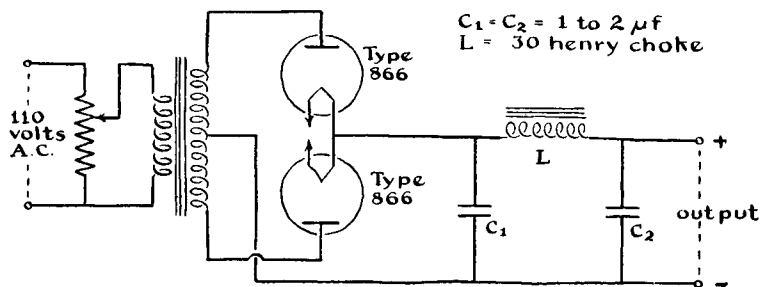 C₁ = C₂ = 1 to 2 μf
L = 30 henry choke
Type
866
110
volts
A.C.
L
+
Type
866
C₁
C₂
output
-